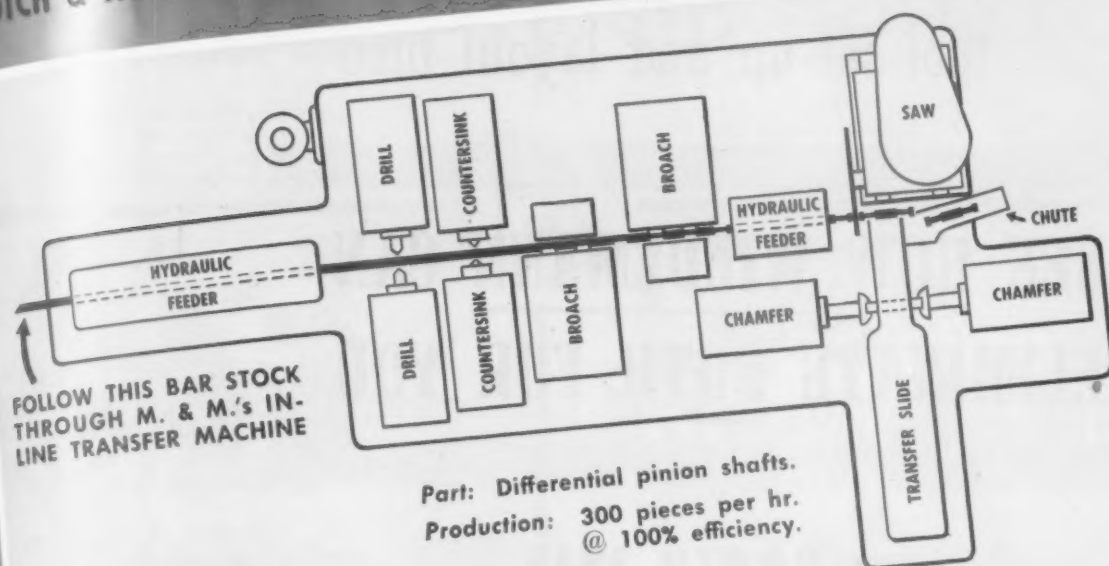 SAW
DRILL
COUNTERSINK
BROACH
HYDRAULIC
FEEDER
CHUTE
HYDRAULIC
FEEDER
DRILL
COUNTERSINK
BROACH
CHAMFER
CHAMFER
TRANSFER SLIDE
FOLLOW THIS BAR STOCK
THROUGH M. & M.'s IN-
LINE TRANSFER MACHINE
Part: Differential pinion shafts.
Production: 300 pieces per hr.
@ 100% efficiency.